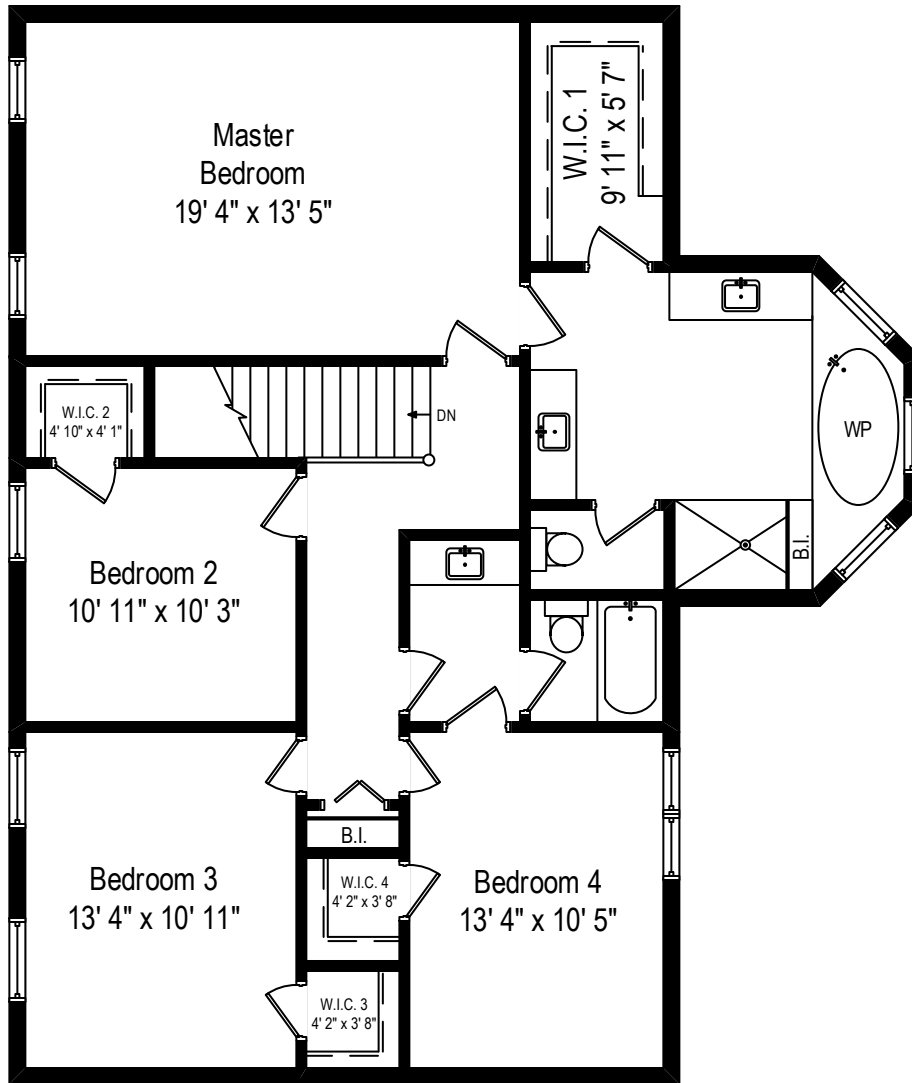 Master
Bedroom
19' 4" x 13' 5"
W.I.C. 1
9' 11" x 5' 7"
W.I.C. 2
4' 10" x 4' 1"
DN
WP
B.I.
Bedroom 2
10' 11" x 10' 3"
B.I.
Bedroom 3
13' 4" x 10' 11"
W.I.C. 4
4' 2" x 3' 8"
Bedroom 4
13' 4" x 10' 5"
W.I.C. 3
4' 2" x 3' 8"